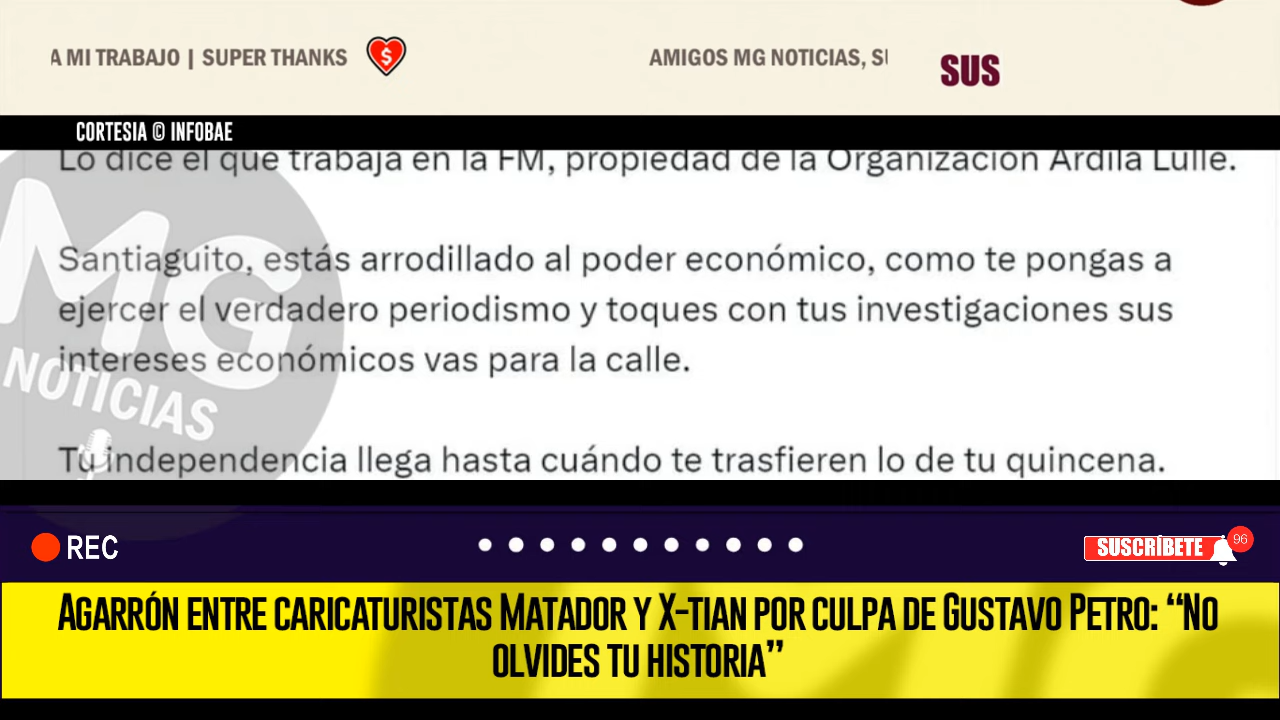 A MI TRABAJO | SUPER THANKS
AMIGOS MG NOTICIAS,
SUS
CORTESIA © INFOBAE
Lo dice el que trabaja en la FM, propiedad de la Organización Ardila Lulle.
Santiaguito, estás arrodillado al poder económico, como te pongas a
ejercer el verdadero periodismo y toques con tus investigaciones sus
intereses económicos vas para la calle.
Tu independencia llega hasta cuándo te trasfieren lo de tu quincena.
MG
NOTICIAS
REC
SUSCRÍBETE
96
AGARRÓN ENTRE CARICATURISTAS MATADOR Y X-TIAN POR CULPA DE GUSTAVO PETRO: “NO
OLVIDES TU HISTORIA”